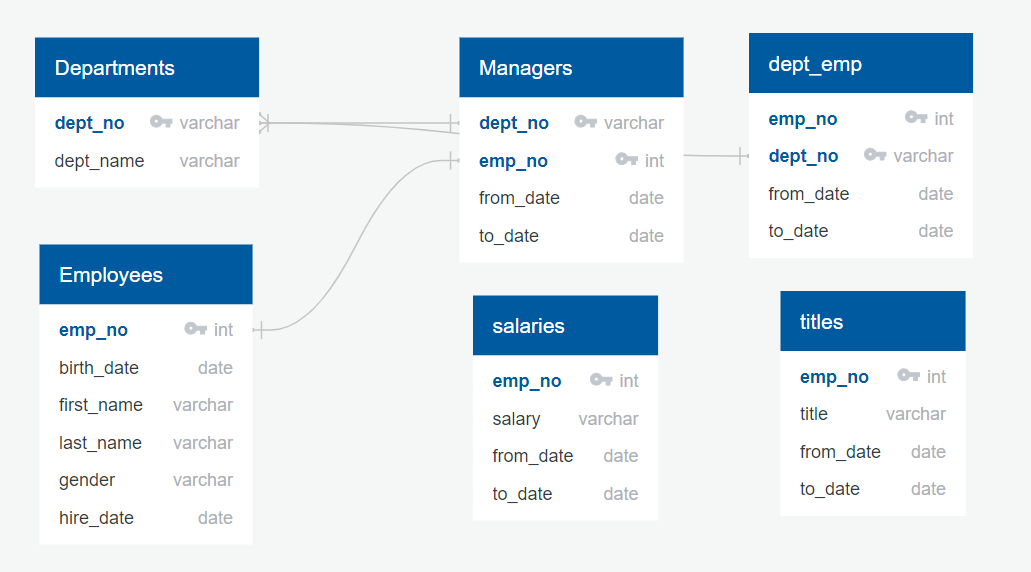 Departments
dept_no varchar
dept_name varchar
Managers
dept_no varchar
emp_no int
from_date date
to_date date
dept_emp
emp_no int
dept_no varchar
from_date date
to_date date
Employees
emp_no int
birth_date date
first_name varchar
last_name varchar
gender varchar
hire_date date
salaries
emp_no int
salary varchar
from_date date
to_date date
titles
emp_no int
title varchar
from_date date
to_date date